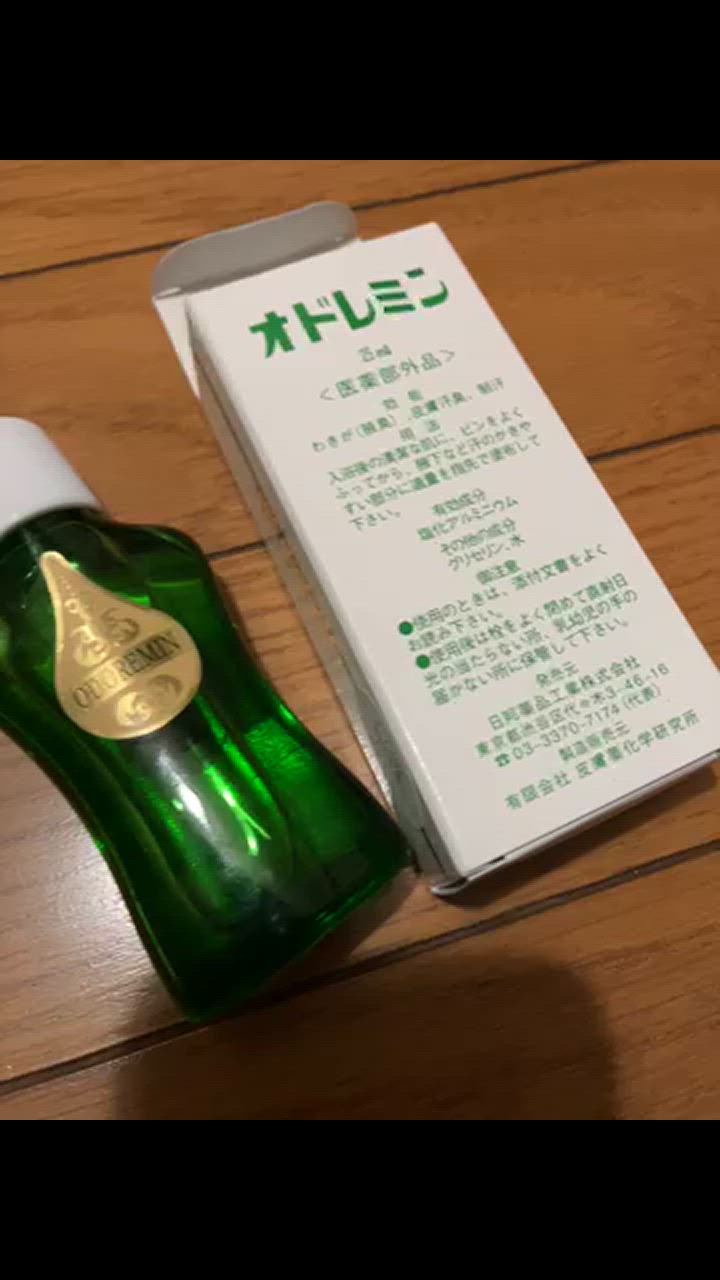 オドレミン
25ml
<医薬部外品>
効能
わきが(腋臭)、皮膚汗臭、制汗
用法
入浴後の清潔な肌に、ビンをよく
ふってから、腋下など汗のかきや
すい部分に適量を指先で塗布して
下さい。
有効成分
塩化アルミニウム
その他の成分
グリセリン、水
御注意
●使用のときは、添付文書をよく
お読み下さい。
●使用後は栓をよく閉めて直射日
光の当たらない所、乳幼児の手の
届かない所に保管して下さい。
発売元
日邦薬品工業株式会社
東京都渋谷区代々木3-46-16
☎03-3370-7174(代表)
製造販売元
有限会社 皮膚薬化学研究所
ODOREMIN